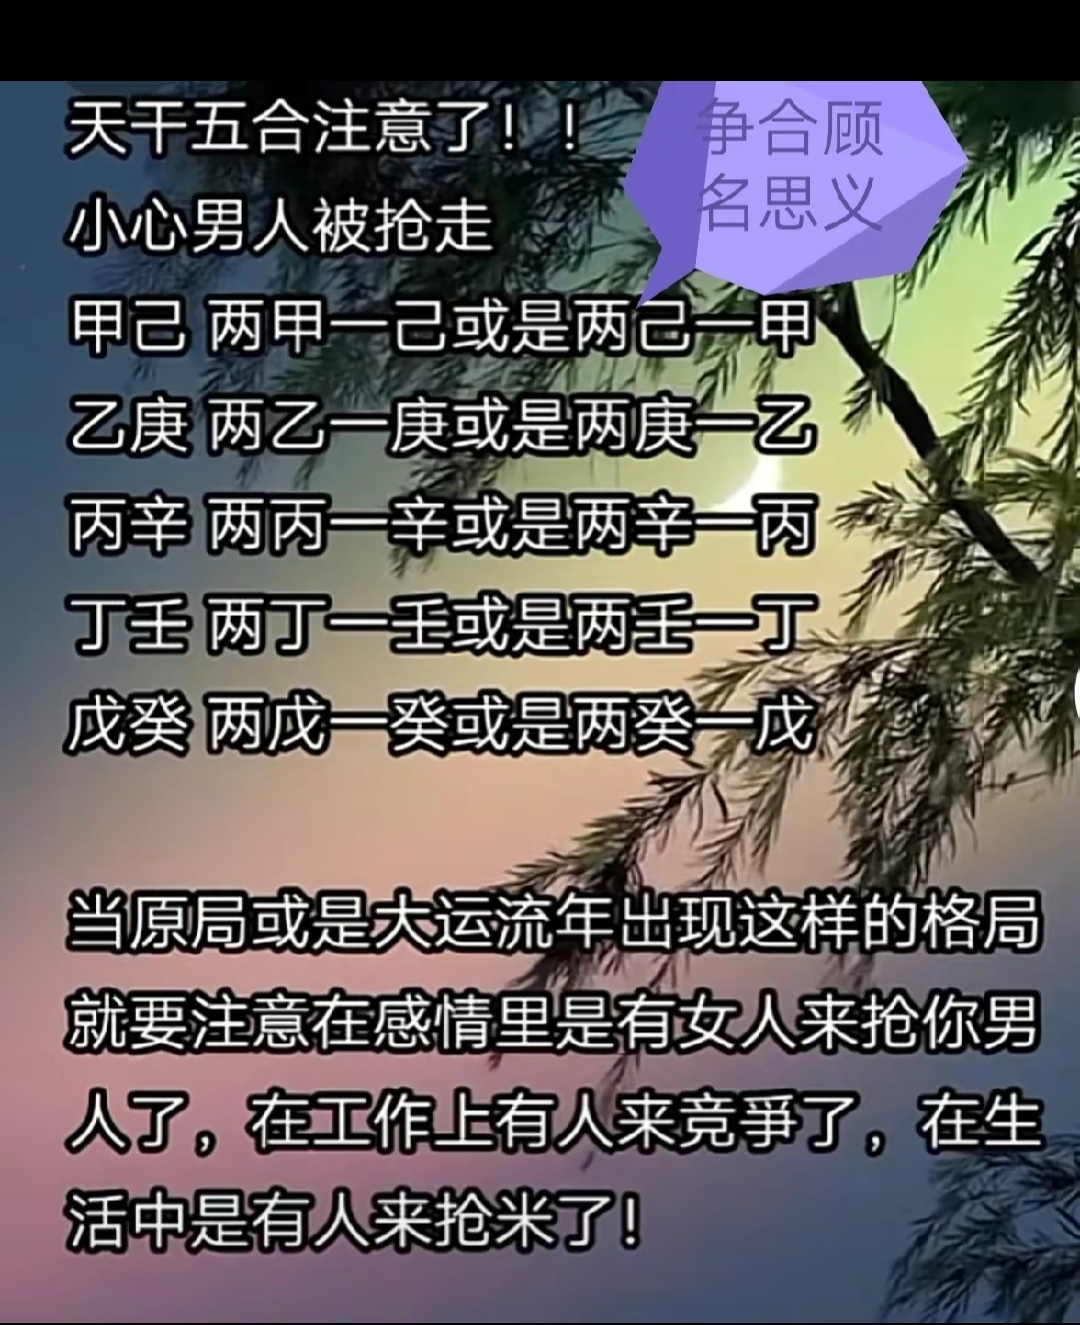 天干五合注意了！！
争合顾
名思义
小心男人被抢走
甲己 两甲一己或是两己一甲
乙庚 两乙一庚或是两庚一乙
丙辛 两丙一辛或是两辛一丙
丁壬 两丁一壬或是两壬一丁
戊癸 两戊一癸或是两癸一戊
当原局或是大运流年出现这样的格局
就要注意在感情里是有女人来抢你男
人了，在工作上有人来竞爭了，在生
活中是有人来抢米了！